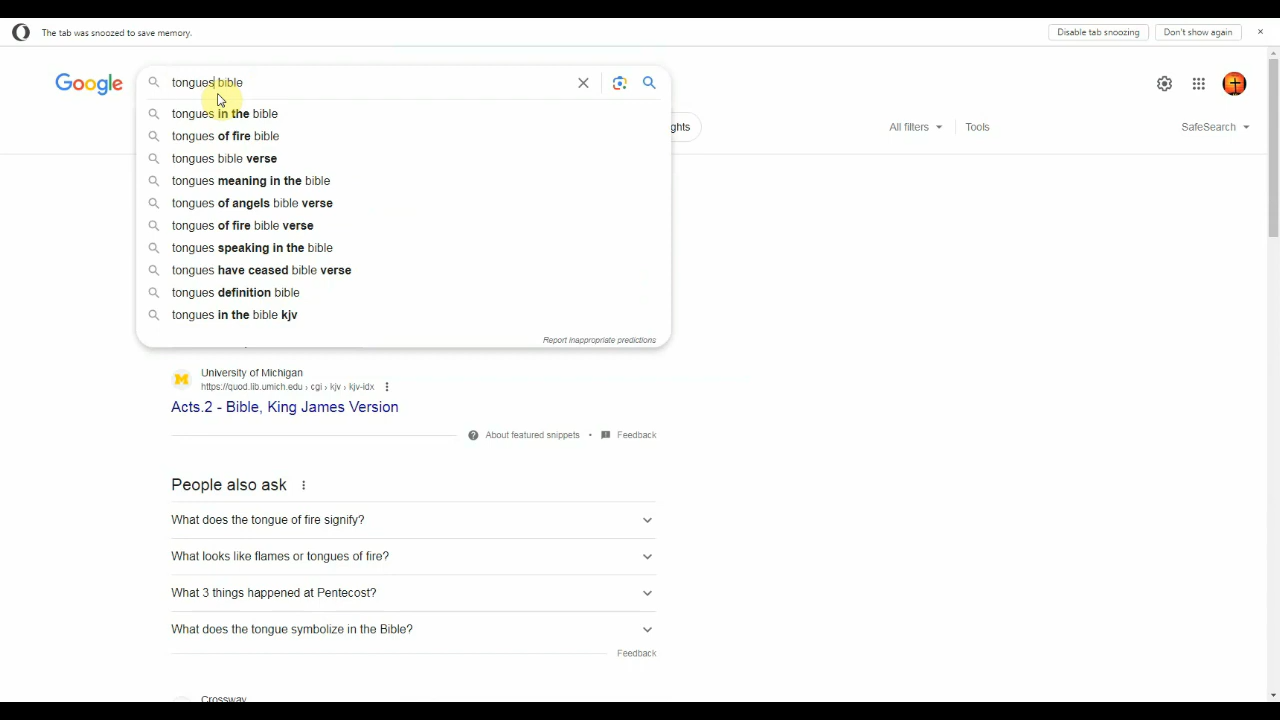 The tab was snoozed to save memory.
Disable tab snoozing
Don't show again
Google
tongues bible
tongues in the bible
tongues of fire bible
tongues bible verse
tongues meaning in the bible
tongues of angels bible verse
tongues of fire bible verse
tongues speaking in the bible
tongues have ceased bible verse
tongues definition bible
tongues in the bible kjv
Report inappropriate predictions
ghts
All filters
Tools
SafeSearch
University of Michigan
https://quod.lib.umich.edu › cgi › kjv › kjv-idx
Acts.2 - Bible, King James Version
About featured snippets • Feedback
People also ask
What does the tongue of fire signify?
What looks like flames or tongues of fire?
What 3 things happened at Pentecost?
What does the tongue symbolize in the Bible?
Feedback
Crossway